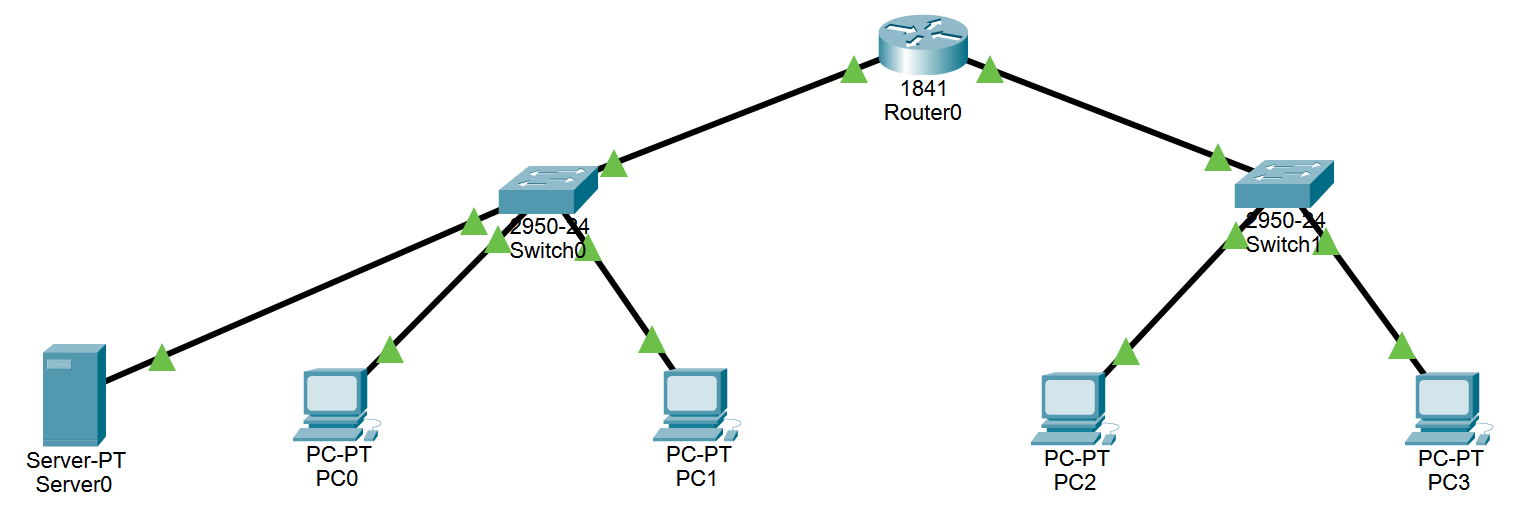 1841
Router0
2950-24
Switch0
2950-24
Switch1
Server-PT
Server0
PC-PT
PC0
PC-PT
PC1
PC-PT
PC2
PC-PT
PC3